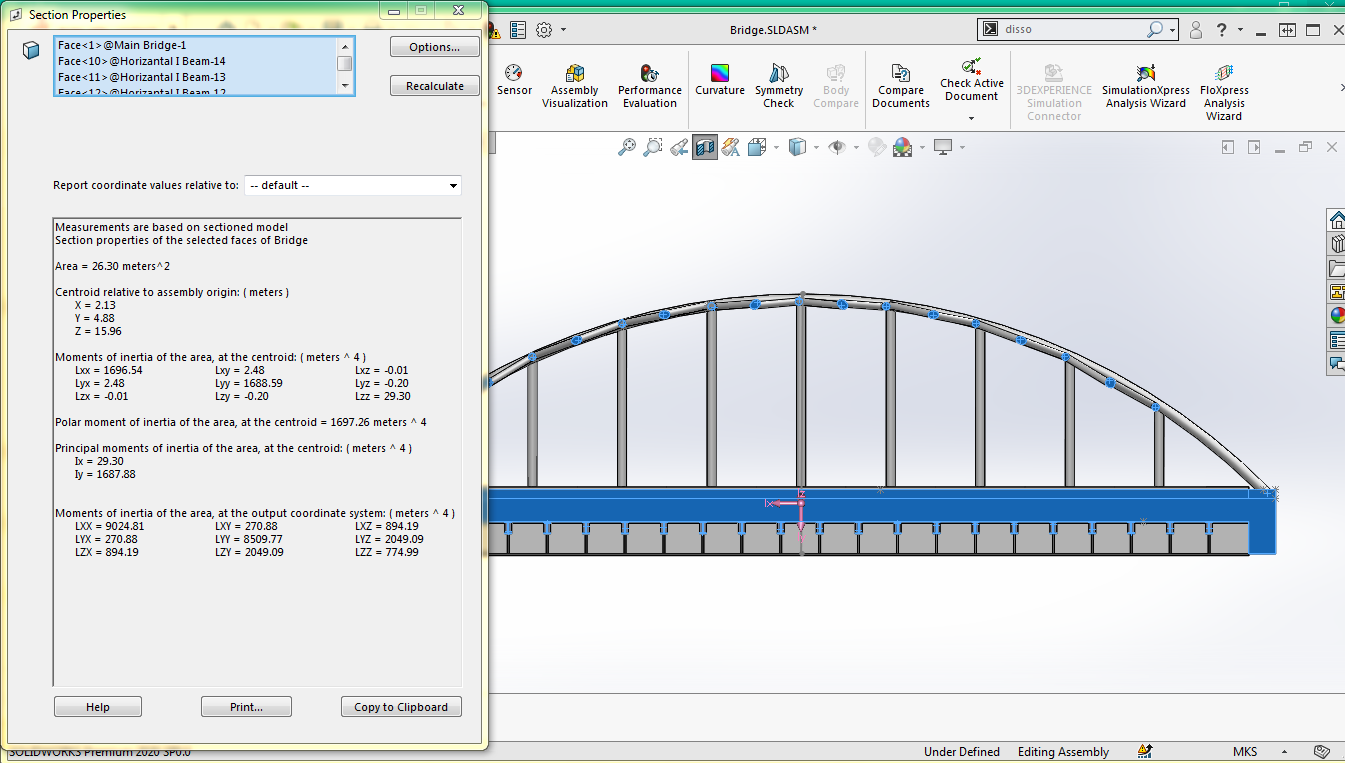 Section Properties
Face<1>@Main Bridge-1
Face<10>@Horizantal I Beam-14
Face<11>@Horizantal I Beam-13
Face<12>@Horizantal I Beam-12
Options...
Recalculate
Report coordinate values relative to: -- default --
Measurements are based on sectioned model
Section properties of the selected faces of Bridge
Area = 26.30 meters^2
Centroid relative to assembly origin: ( meters )
X = 2.13
Y = 4.88
Z = 15.96
Moments of inertia of the area, at the centroid: ( meters ^ 4 )
Lxx = 1696.54 Lxy = 2.48 Lxz = -0.01
Lyx = 2.48 Lyy = 1688.59 Lyz = -0.20
Lzx = -0.01 Lzy = -0.20 Lzz = 29.30
Polar moment of inertia of the area, at the centroid = 1697.26 meters ^ 4
Principal moments of inertia of the area, at the centroid: ( meters ^ 4 )
Ix = 29.30
Iy = 1687.88
Moments of inertia of the area, at the output coordinate system: ( meters ^ 4 )
LXX = 9024.81 LXY = 270.88 LXZ = 894.19
LYX = 270.88 LYY = 8509.77 LYZ = 2049.09
LZX = 894.19 LZY = 2049.09 LZZ = 774.99
Help Print... Copy to Clipboard
Bridge.SLDASM *
disso
?
Sensor
Assembly
Visualization
Performance
Evaluation
Curvature
Symmetry
Check
Body
Compare
Compare
Documents
Check Active
Document
3DEXPERIENCE
Simulation
Connector
SimulationXpress
Analysis Wizard
FloXpress
Analysis
Wizard
SOLIDWORKS Premium 2020 SP0.0
Under Defined Editing Assembly MKS